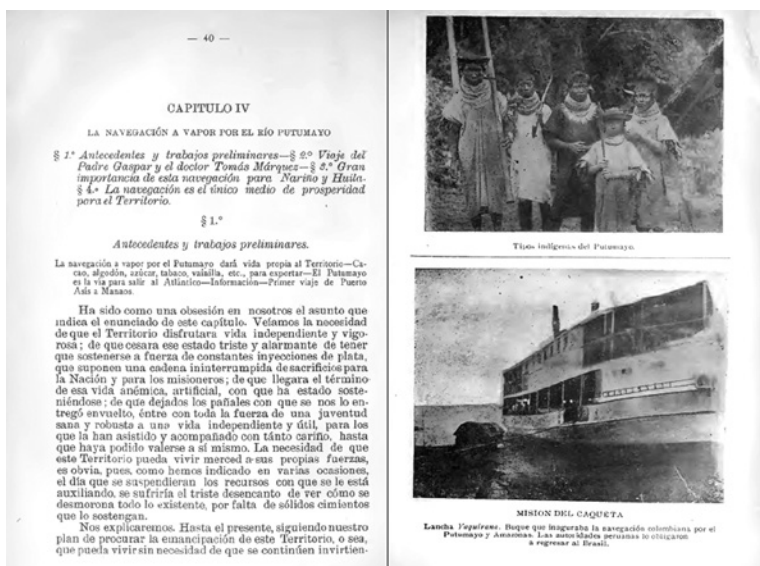 — 40 —
CAPITULO IV
LA NAVEGACIÓN A VAPOR POR EL RÍO PUTUMAYO
§ 1.º Antecedentes y trabajos preliminares—§ 2.º Viaje del
Padre Gaspar y el doctor Tomás Márquez—§ 3.º Gran
importancia de esta navegación para Nariño y Huila-
§ 4.º La navegación es el único medio de prosperidad
para el Territorio.
§ 1.º
Antecedentes y trabajos preliminares.
La navegación a vapor por el Putumayo dará vida propia al Territorio—Ca-
cao, algodón, azúcar, tabaco, vainilla, etc., para exportar—El Putumayo
es la vía para salir al Atlántico—Información—Primer viaje de Puerto
Asís a Manaos.
Ha sido como una obsesión en nosotros el asunto que
indica el enunciado de este capítulo. Veíamos la necesidad
de que el Territorio disfrutara vida independiente y vigo-
rosa; de que cesara ese estado triste y alarmante de tener
que sostenerse a fuerza de constantes inyecciones de plata,
que suponen una cadena ininterrumpida de sacrificios para
la Nación y para los misioneros; de que llegara el término
de esa vida anémica, artificial, con que ha estado soste-
niéndose; de que dejados los pañales con que se nos lo en-
tregó envuelto, éntre con toda la fuerza de una juventud
sana y robusta a una vida independiente y útil, para los
que la han asistido y acompañado con tánto cariño, hasta
que haya podido valerse a sí mismo. La necesidad de que
este Territorio pueda vivir merced a sus propias fuerzas,
es obvia, pues, como hemos indicado en varias ocasiones,
el día que se suspendieran los recursos con que se le está
auxiliando, se sufriría el triste desencanto de ver cómo se
desmorona todo lo existente, por falta de sólidos cimientos
que lo sostengan.
Nos explicaremos. Hasta el presente, siguiendo nuestro
plan de procurar la emancipación de este Territorio, o sea,
que pueda vivir sin necesidad de que se continúen invirtien-
Tipos indígenas del Putumayo.
MISION DEL CAQUETA
Lancha Yaquirana. Buque que inauguraba la navegación colombiana por el
Putumayo y Amazonas. Las autoridades peruanas lo obligaron
a regresar al Brasil.